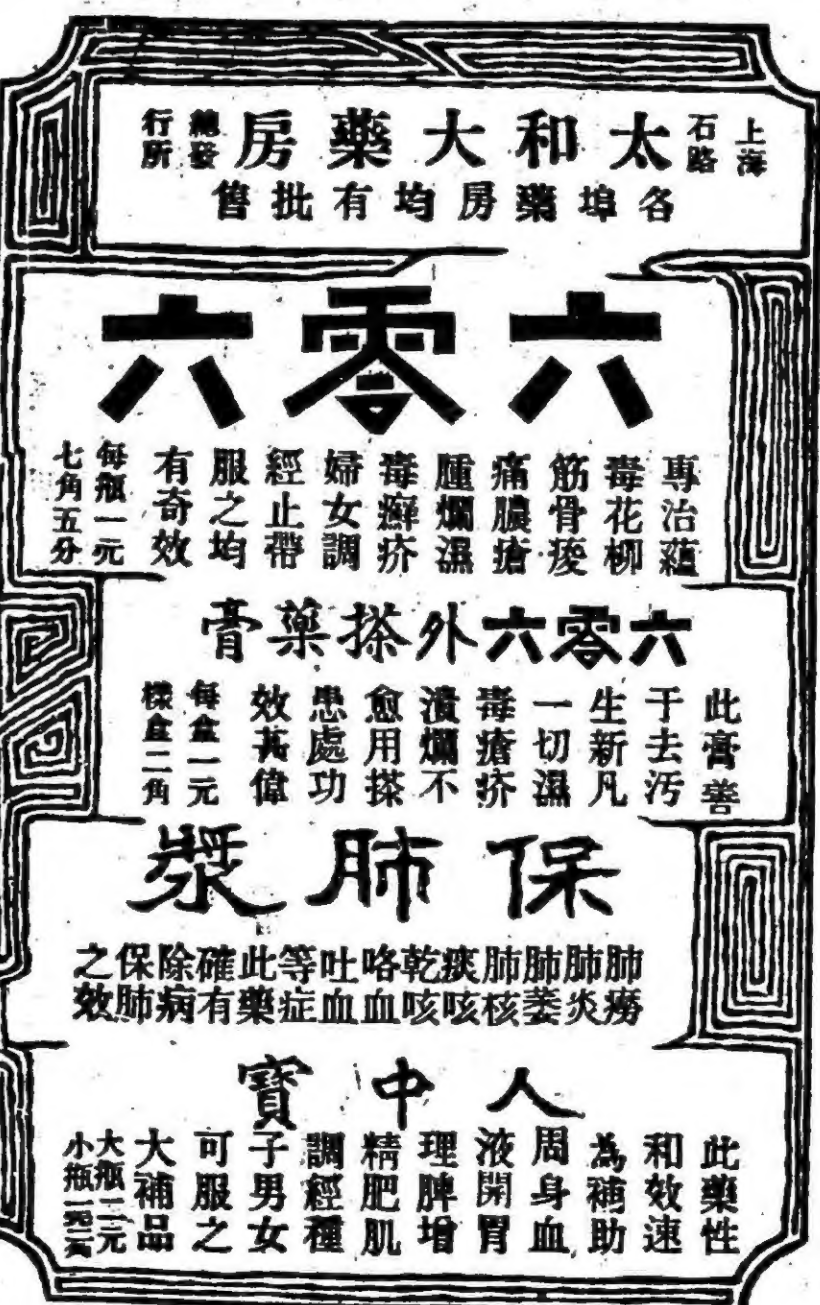 上海石路太和大藥房總發行所
各埠藥房均有批售
六零六
專治蘊
毒花柳
筋骨痠
痛膿瘡
腫爛濕
毒癬疥
婦女調
經止帶
服之均
有奇效
每瓶一元
七角五分
六零六外搽藥膏
此膏善
于去污
生新凡
一切濕
毒瘡疥
潰爛不
愈用搽
患處功
效甚偉
每盒一元
樣盒二角
保肺漿
肺癆
肺炎
肺萎
肺核
痰咳
乾咳
咯血
吐血
等症
此藥
確有
除病
保肺
之效
人中寶
此藥性
和效速
為補助
周身血
液開胃
理脾增
精肥肌
調經種
子男女
可服之
大補品
大瓶二元
小瓶一元